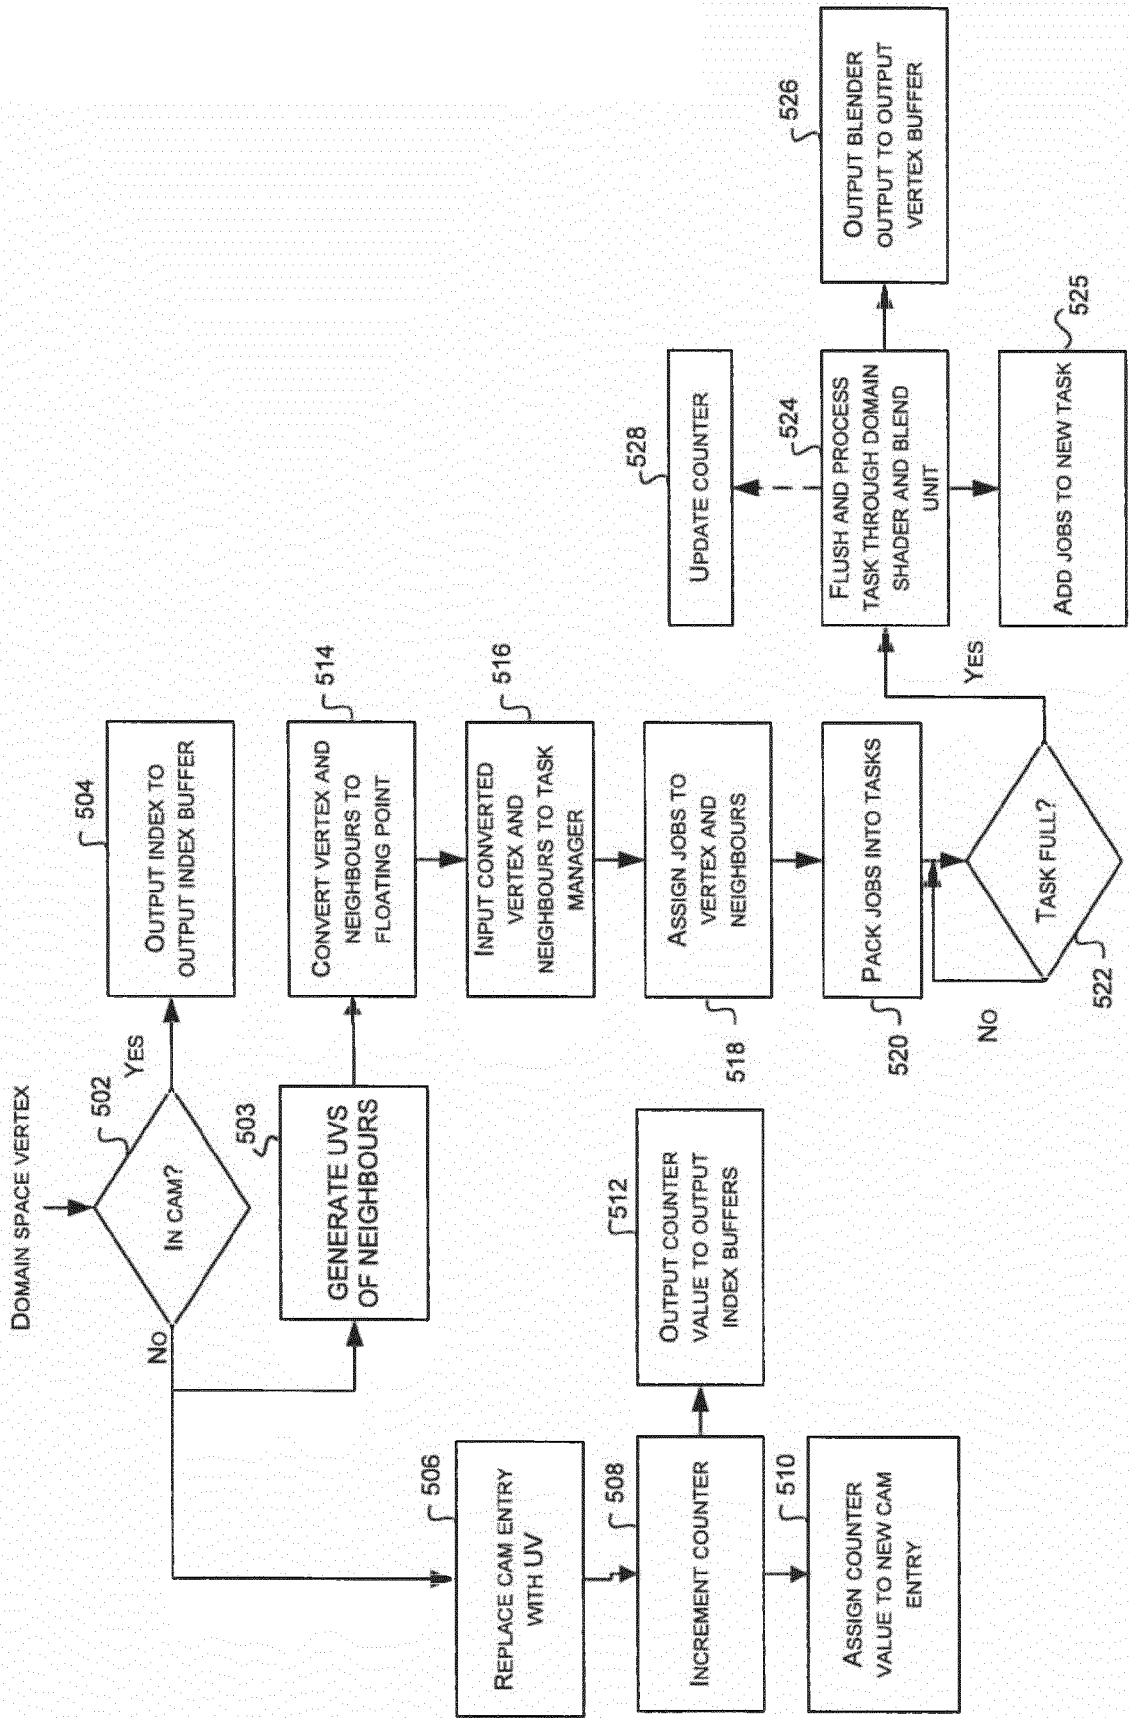 DOMAIN SPACE VERTEX
502
IN CAM?
YES
NO
504
OUTPUT INDEX TO
OUTPUT INDEX BUFFER
503
GENERATE UVS
OF NEIGHBOURS
514
CONVERT VERTEX AND
NEIGHBOURS TO
FLOATING POINT
506
REPLACE CAM ENTRY
WITH UV
516
INPUT CONVERTED
VERTEX AND
NEIGHBOURS TO TASK
MANAGER
508
INCREMENT COUNTER
512
OUTPUT COUNTER
VALUE TO OUTPUT
INDEX BUFFERS
518
ASSIGN JOBS TO
VERTEX AND
NEIGHBOURS
510
ASSIGN COUNTER
VALUE TO NEW CAM
ENTRY
520
PACK JOBS INTO TASKS
522
TASK FULL?
NO
YES
528
UPDATE COUNTER
524
FLUSH AND PROCESS
TASK THROUGH DOMAIN
SHADER AND BLEND
UNIT
526
OUTPUT BLENDER
OUTPUT TO OUTPUT
VERTEX BUFFER
525
ADD JOBS TO NEW TASK